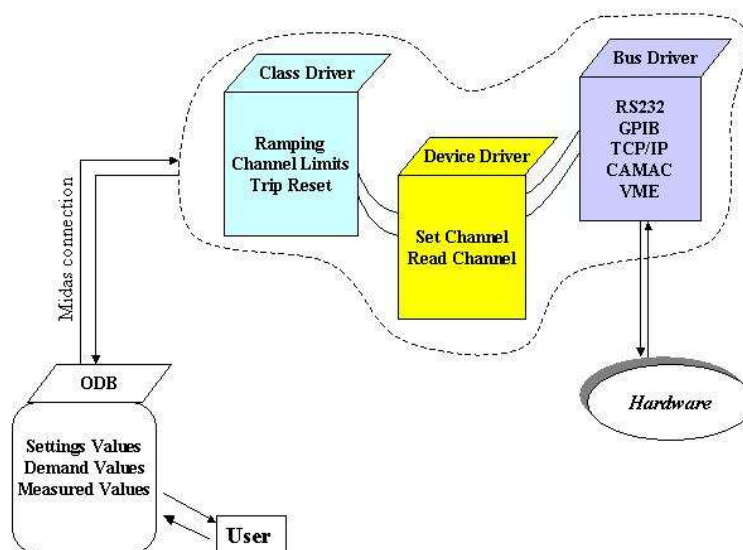 Class Driver
Ramping
Channel Limits
Trip Reset
Device Driver
Set Channel
Read Channel
Bus Driver
RS232
GPIB
TCP/IP
CAMAC
VME
Midas connection
ODB
Settings Values
Demand Values
Measured Values
User
Hardware